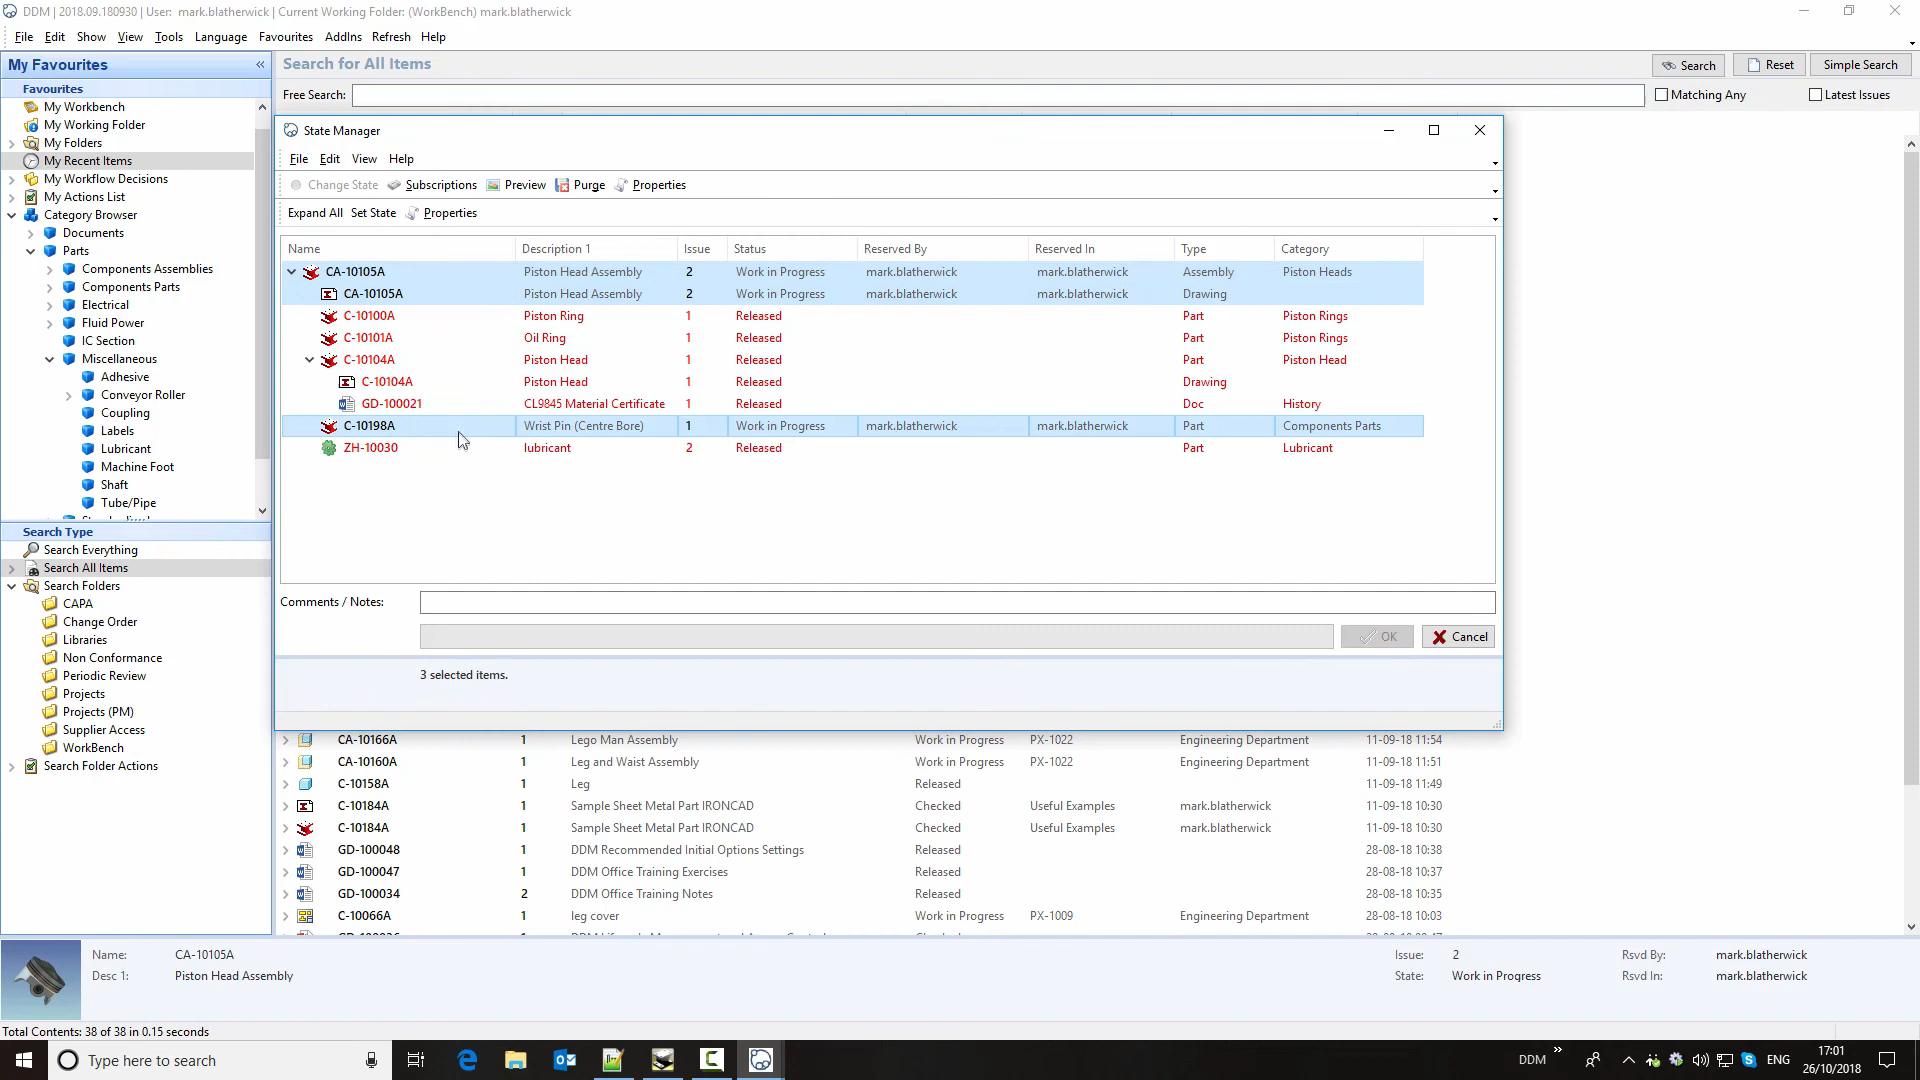 DDM | 2018.09.180930 | User: mark.blatherwick | Current Working Folder: (WorkBench) mark.blatherwick
File Edit Show View Tools Language Favourites AddIns Refresh Help
My Favourites «
Favourites
My Workbench
My Working Folder
My Folders
My Recent Items
My Workflow Decisions
My Actions List
Category Browser
Documents
Parts
Components Assemblies
Components Parts
Electrical
Fluid Power
IC Section
Miscellaneous
Adhesive
Conveyor Roller
Coupling
Labels
Lubricant
Machine Foot
Shaft
Tube/Pipe
Search Type
Search Everything
Search All Items
Search Folders
CAPA
Change Order
Libraries
Non Conformance
Periodic Review
Projects
Projects (PM)
Supplier Access
WorkBench
Search Folder Actions
Search for All Items Search Reset Simple Search
Free Search: Matching Any Latest Issues
State Manager
File Edit View Help
Change State Subscriptions Preview Purge Properties
Expand All Set State Properties
Name Description 1 Issue Status Reserved By Reserved In Type Category
CA-10105A Piston Head Assembly 2 Work in Progress mark.blatherwick mark.blatherwick Assembly Piston Heads
CA-10105A Piston Head Assembly 2 Work in Progress mark.blatherwick mark.blatherwick Drawing
C-10100A Piston Ring 1 Released Part Piston Rings
C-10101A Oil Ring 1 Released Part Piston Rings
C-10104A Piston Head 1 Released Part Piston Head
C-10104A Piston Head 1 Released Drawing
GD-100021 CL9845 Material Certificate 1 Released Doc History
C-10198A Wrist Pin (Centre Bore) 1 Work in Progress mark.blatherwick mark.blatherwick Part Components Parts
ZH-10030 lubricant 2 Released Part Lubricant
Comments / Notes:
OK Cancel
3 selected items.
CA-10166A 1 Lego Man Assembly Work in Progress PX-1022 Engineering Department 11-09-18 11:54
CA-10160A 1 Leg and Waist Assembly Work in Progress PX-1022 Engineering Department 11-09-18 11:51
C-10158A 1 Leg Released 11-09-18 11:49
C-10184A 1 Sample Sheet Metal Part IRONCAD Checked Useful Examples mark.blatherwick 11-09-18 10:30
C-10184A 1 Sample Sheet Metal Part IRONCAD Checked Useful Examples mark.blatherwick 11-09-18 10:30
GD-100048 1 DDM Recommended Initial Options Settings Released 28-08-18 10:38
GD-100047 1 DDM Office Training Exercises Released 28-08-18 10:37
GD-100034 2 DDM Office Training Notes Released 28-08-18 10:35
C-10066A 1 leg cover Work in Progress PX-1009 Engineering Department 28-08-18 10:03
Name: CA-10105A Issue: 2 Rsvd By: mark.blatherwick
Desc 1: Piston Head Assembly State: Work in Progress Rsvd In: mark.blatherwick
Total Contents: 38 of 38 in 0.15 seconds
Type here to search DDM » ENG 17:01
26/10/2018